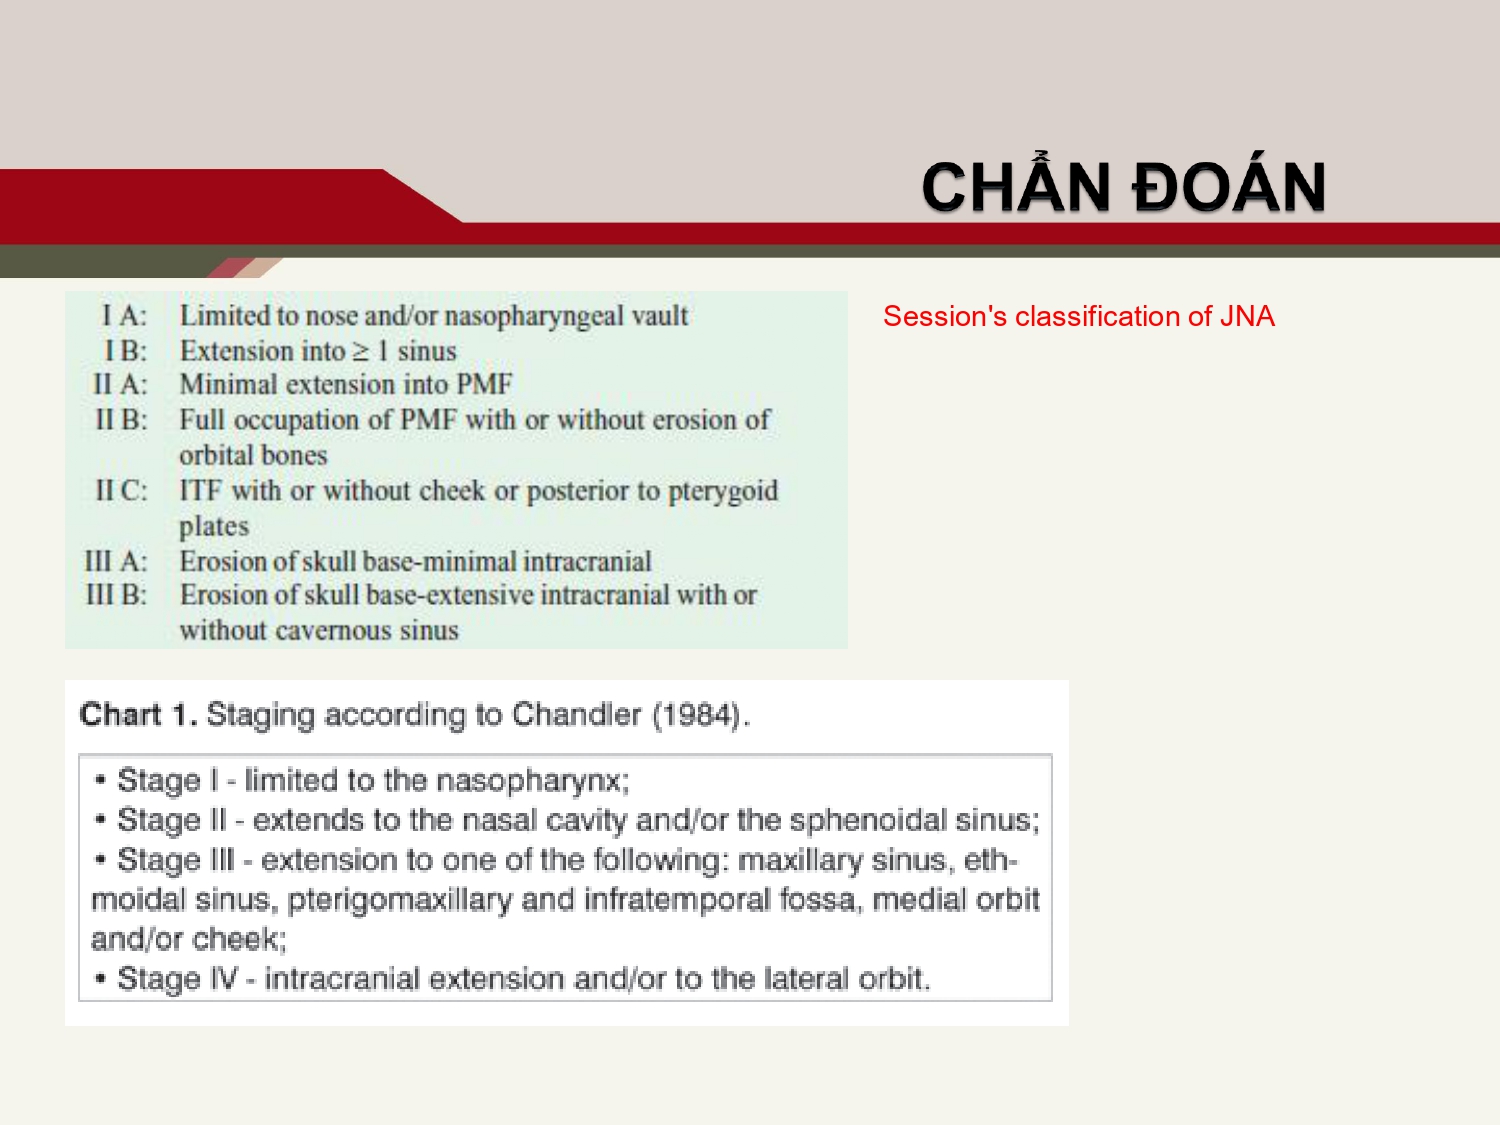 CHẨN ĐOÁN
I A: Limited to nose and/or nasopharyngeal vault
I B: Extension into ≥ 1 sinus
II A: Minimal extension into PMF
II B: Full occupation of PMF with or without erosion of
orbital bones
II C: ITF with or without cheek or posterior to pterygoid
plates
III A: Erosion of skull base-minimal intracranial
III B: Erosion of skull base-extensive intracranial with or
without cavernous sinus
Session's classification of JNA
Chart 1. Staging according to Chandler (1984).
• Stage I - limited to the nasopharynx;
• Stage II - extends to the nasal cavity and/or the sphenoidal sinus;
• Stage III - extension to one of the following: maxillary sinus, eth-
moidal sinus, pterigomaxillary and infratemporal fossa, medial orbit
and/or cheek;
• Stage IV - intracranial extension and/or to the lateral orbit.